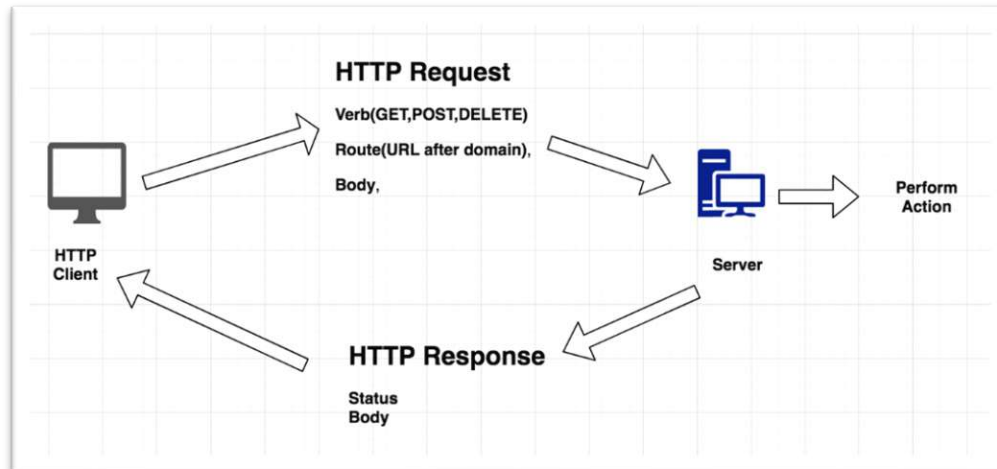 HTTP Request
Verb(GET,POST,DELETE)
Route(URL after domain),
Body,
HTTP
Client
Server
Perform
Action
HTTP Response
Status
Body